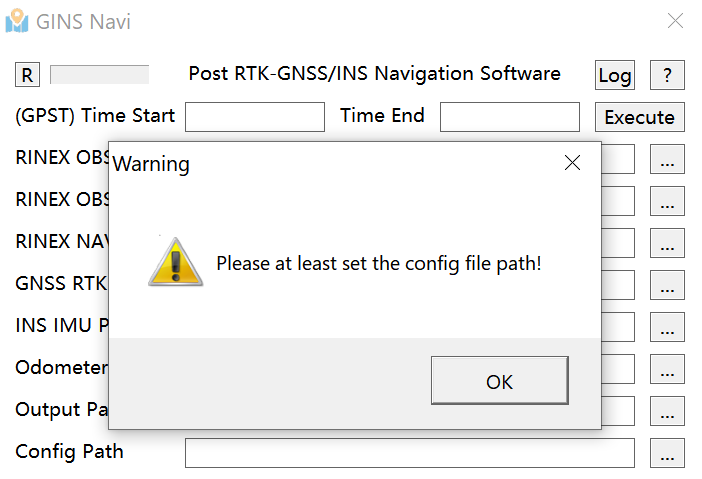 GINS Navi
R Post RTK-GNSS/INS Navigation Software Log ?
(GPST) Time Start Time End Execute
Warning
Please at least set the config file path!
OK
RINEX OBS ...
RINEX OBS ...
RINEX NAV ...
GNSS RTK ...
INS IMU P ...
Odometer ...
Output Pa ...
Config Path ...